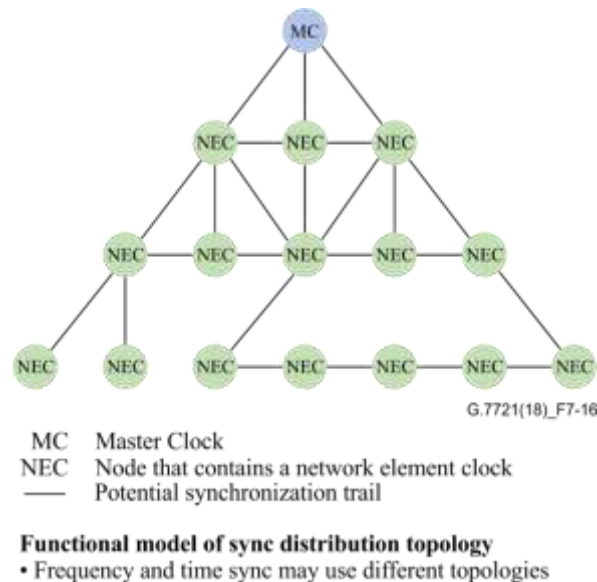 MC
NEC NEC NEC
NEC NEC NEC NEC NEC
NEC NEC NEC NEC NEC NEC NEC
G.7721(18)_F7-16
MC Master Clock
NEC Node that contains a network element clock
Potential synchronization trail
Functional model of sync distribution topology
• Frequency and time sync may use different topologies